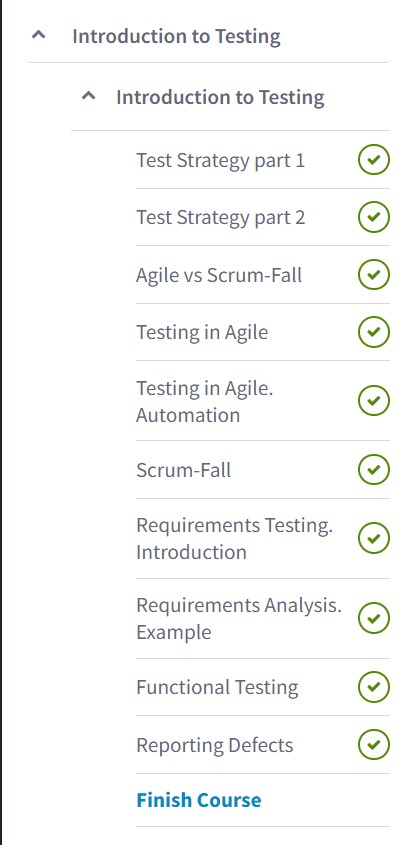 Introduction to Testing
Introduction to Testing
Test Strategy part 1
Test Strategy part 2
Agile vs Scrum-Fall
Testing in Agile
Testing in Agile.
Automation
Scrum-Fall
Requirements Testing.
Introduction
Requirements Analysis.
Example
Functional Testing
Reporting Defects
Finish Course